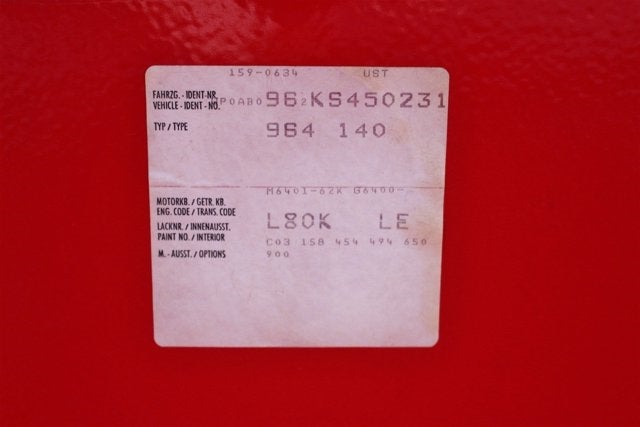 159-0634 UST
FAHRZG. - IDENT-NR.
VEHICLE - IDENT - NO. WP0AB0962KS450231
TYP / TYPE 964 140
M6401-62K G6400-
MOTORKB. / GETR. KB.
ENG. CODE / TRANS. CODE L80K LE
LACKNR. / INNENAUSST.
PAINT NO. / INTERIOR C03 158 454 494 650
M. - AUSST. / OPTIONS 900